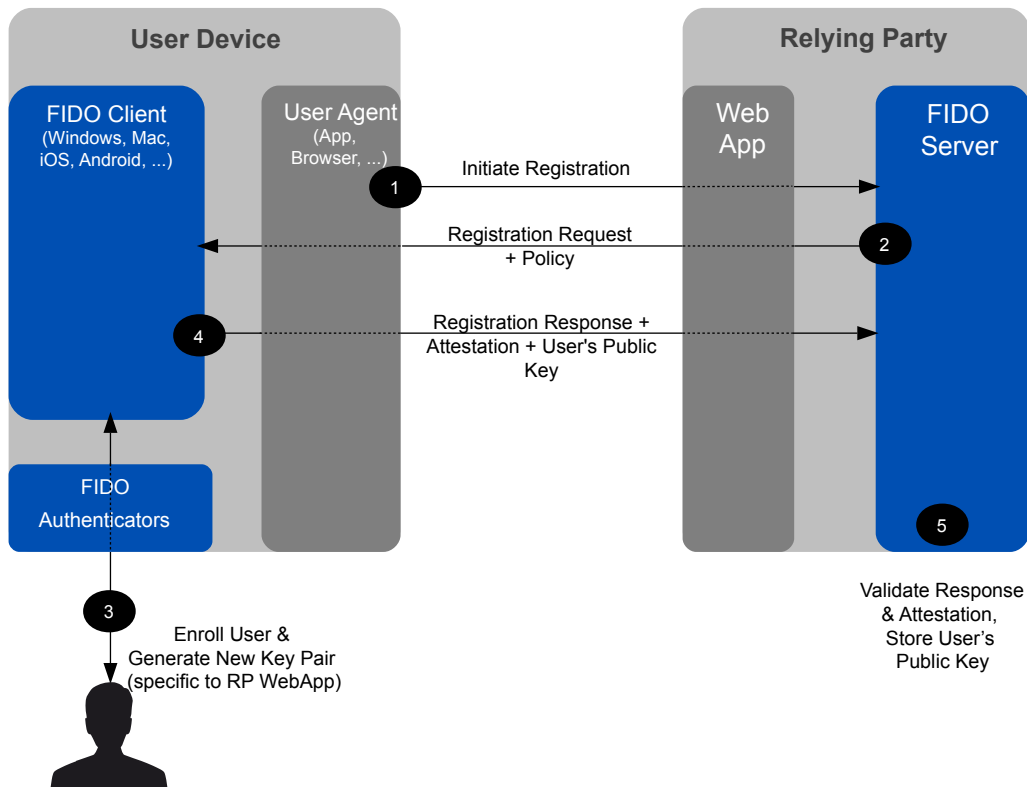 User Device
Relying Party
FIDO Client
(Windows, Mac,
iOS, Android, ...)
User Agent
(App,
Browser, ...)
Web
App
FIDO
Server
1
Initiate Registration
Registration Request
+ Policy
2
4
Registration Response +
Attestation + User's Public
Key
FIDO
Authenticators
5
3
Enroll User &
Generate New Key Pair
(specific to RP WebApp)
Validate Response
& Attestation,
Store User’s
Public Key